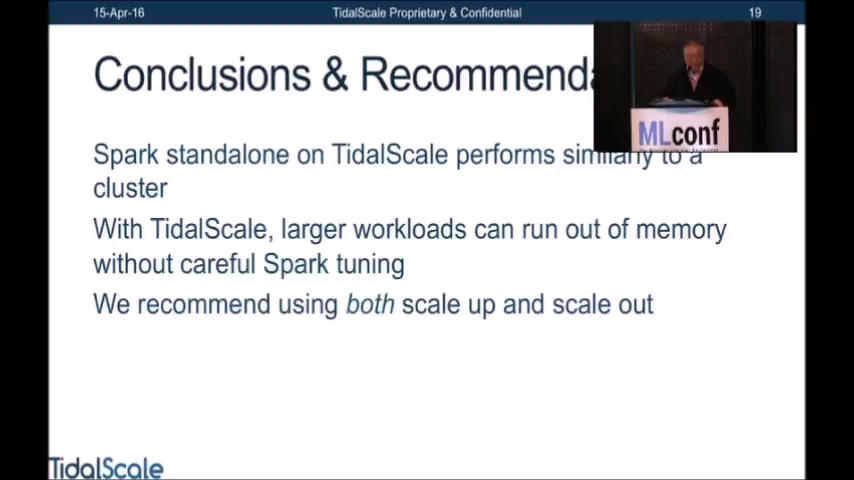 15-Apr-16 TidalScale Proprietary & Confidential 19
Conclusions &
MLconf
Spark standalone on TidalScale performs similarly to a
cluster
With TidalScale, larger workloads can run out of memory
without careful Spark tuning
We recommend using both scale up and scale out
TidalScale